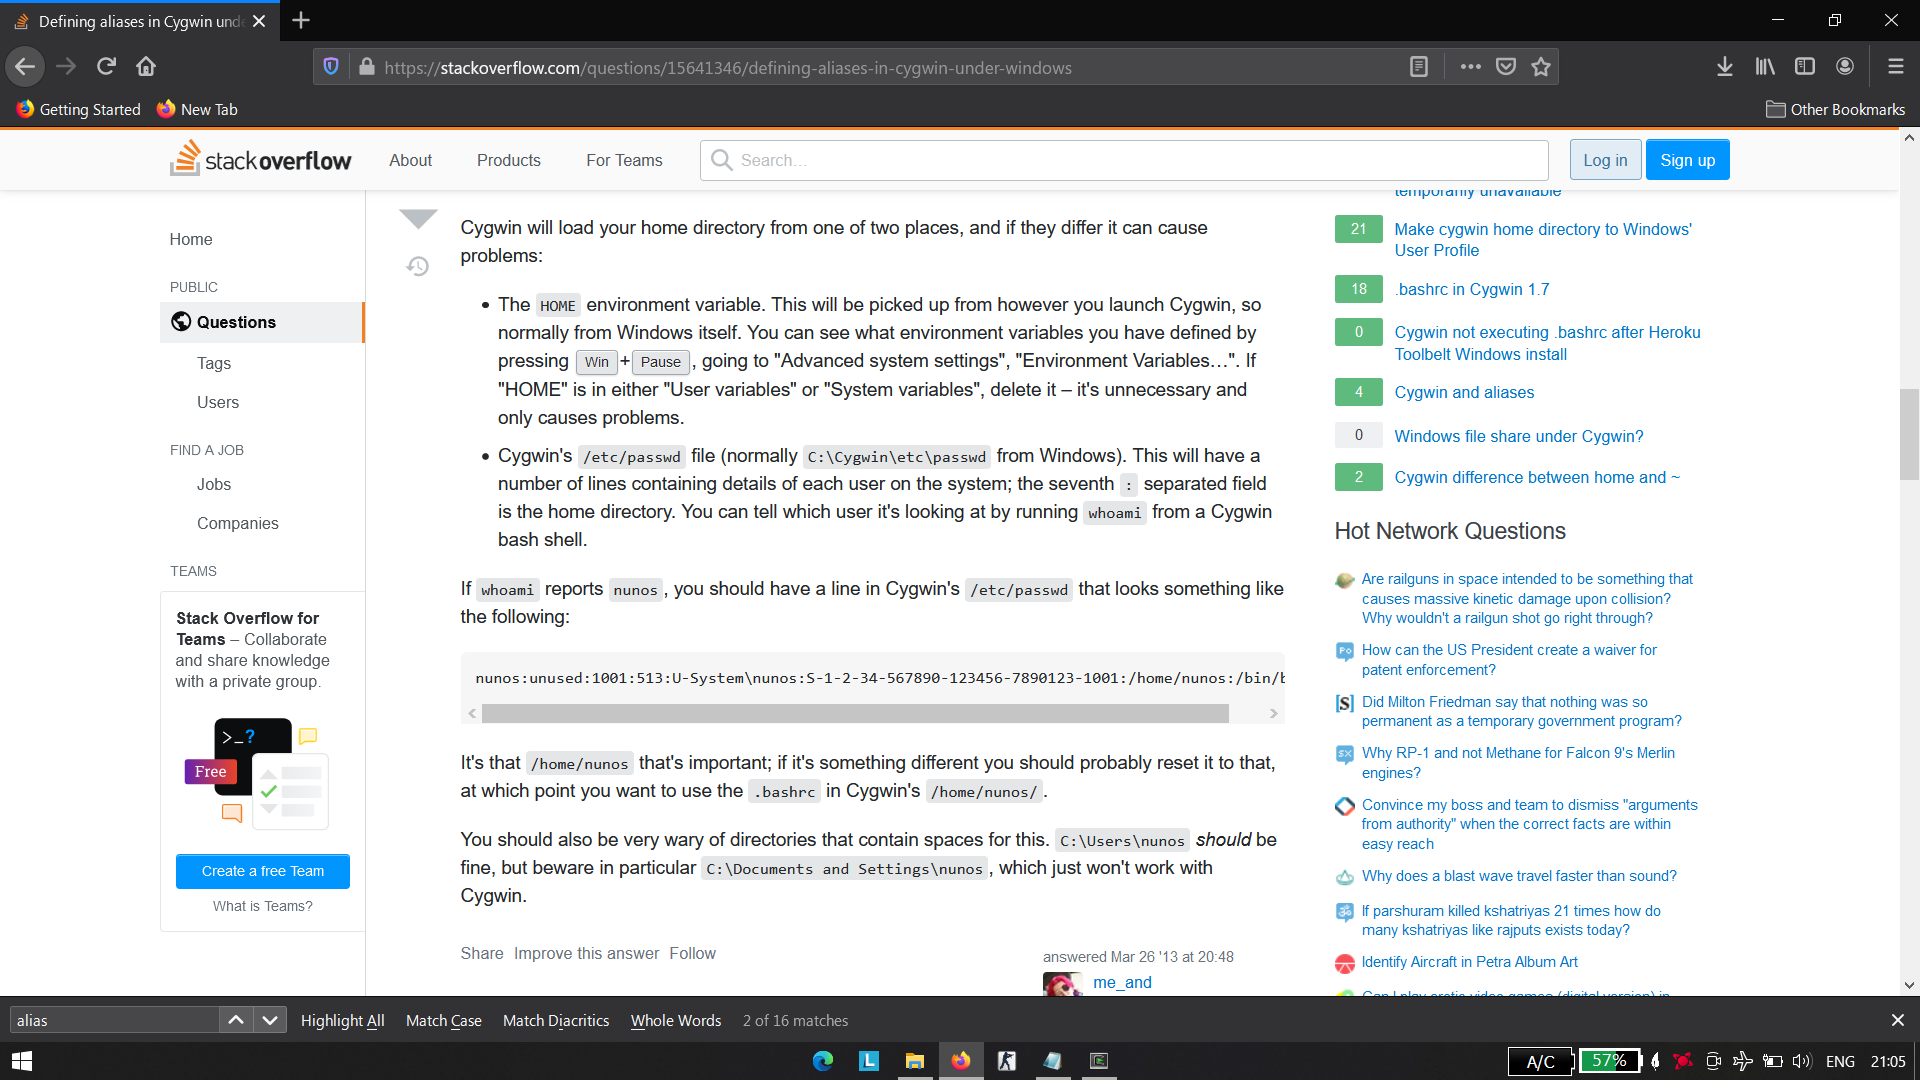 Defining aliases in Cygwin unde
https://stackoverflow.com/questions/15641346/defining-aliases-in-cygwin-under-windows
Getting Started
New Tab
Other Bookmarks
stack overflow
About
Products
For Teams
Search...
Log in
Sign up
Home
PUBLIC
Questions
Tags
Users
FIND A JOB
Jobs
Companies
TEAMS
Stack Overflow for
Teams – Collaborate
and share knowledge
with a private group.
>_?
Free
Create a free Team
What is Teams?
Cygwin will load your home directory from one of two places, and if they differ it can cause
problems:
• The HOME environment variable. This will be picked up from however you launch Cygwin, so
normally from Windows itself. You can see what environment variables you have defined by
pressing Win+Pause, going to "Advanced system settings", "Environment Variables…". If
"HOME" is in either "User variables" or "System variables", delete it – it's unnecessary and
only causes problems.
• Cygwin's /etc/passwd file (normally C:\Cygwin\etc\passwd from Windows). This will have a
number of lines containing details of each user on the system; the seventh : separated field
is the home directory. You can tell which user it's looking at by running whoami from a Cygwin
bash shell.
If whoami reports nunos, you should have a line in Cygwin's /etc/passwd that looks something like
the following:
nunos:unused:1001:513:U-System\nunos:S-1-2-34-567890-123456-7890123-1001:/home/nunos:/bin/b
It's that /home/nunos that's important; if it's something different you should probably reset it to that,
at which point you want to use the .bashrc in Cygwin's /home/nunos/.
You should also be very wary of directories that contain spaces for this. C:\Users\nunos should be
fine, but beware in particular C:\Documents and Settings\nunos, which just won't work with
Cygwin.
Share Improve this answer Follow
answered Mar 26 '13 at 20:48
me_and
temporarily unavailable
21 Make cygwin home directory to Windows'
User Profile
18 .bashrc in Cygwin 1.7
0 Cygwin not executing .bashrc after Heroku
Toolbelt Windows install
4 Cygwin and aliases
0 Windows file share under Cygwin?
2 Cygwin difference between home and ~
Hot Network Questions
Are railguns in space intended to be something that
causes massive kinetic damage upon collision?
Why wouldn't a railgun shot go right through?
How can the US President create a waiver for
patent enforcement?
Did Milton Friedman say that nothing was so
permanent as a temporary government program?
Why RP-1 and not Methane for Falcon 9's Merlin
engines?
Convince my boss and team to dismiss "arguments
from authority" when the correct facts are within
easy reach
Why does a blast wave travel faster than sound?
If parshuram killed kshatriyas 21 times how do
many kshatriyas like rajputs exists today?
Identify Aircraft in Petra Album Art
alias
Highlight All
Match Case
Match Diacritics
Whole Words
2 of 16 matches
A/C
57%
ENG
21:05